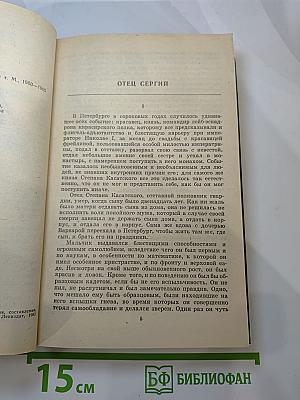 т. М., 1982—1985
ОТЕЦ СЕРГИЙ
I
В Петербурге в сороковых годах случилось удивившее
всех событие: красавец, князь, командир лейб-эскадрона
кирасирского полка, которому все предсказывали и
флигель-адъютантство и блестящую карьеру при императоре
Николае I, за месяц до свадьбы с красавицей
фрейлиной, пользовавшейся особой милостью императрицы,
подал в отставку, разорвал свою связь с невестой,
отдал небольшое имение свое сестре и уехал в монастырь,
с намерением поступить в него монахом. Событие
казалось необыкновенным и необъяснимым для людей,
не знавших внутренних причин его; для самого же князя
Степана Касатского все это сделалось так естественно,
что он не мог и представить себе, как бы он мог
поступить иначе.
Отец Степана Касатского, отставной полковник гвардии,
умер, когда сыну было двенадцать лет. Как ни жаль
было матери отдавать сына из дома, она не решилась не
исполнить воли покойного мужа, который в случае своей
смерти завещал не держать сына дома, а отдать в корпус,
и отдала его в корпус. Сама же вдова с дочерью
Варварой переехала в Петербург, чтобы жить там же, где
сын, и брать его на праздники.
Мальчик выдавался блестящими способностями и
огромным самолюбием, вследствие чего он был первым и
по наукам, в особенности по математике, к которой он
имел особенное пристрастие, и по фронту и верховой езде.
Несмотря на свой выше обыкновенного рост, он был
красив и ловок. Кроме того, и по поведению он был бы образцовым
кадетом, если бы не его вспыльчивость. Он не
пил, не распутничал и был замечательно правдив. Одно,
что мешало ему быть образцовым, были находившие на
него вспышки гнева, во время которых он совершенно
терял самообладание и делался зверем. Один раз он чуть
5
15 см
БФ БИБЛИОФАН